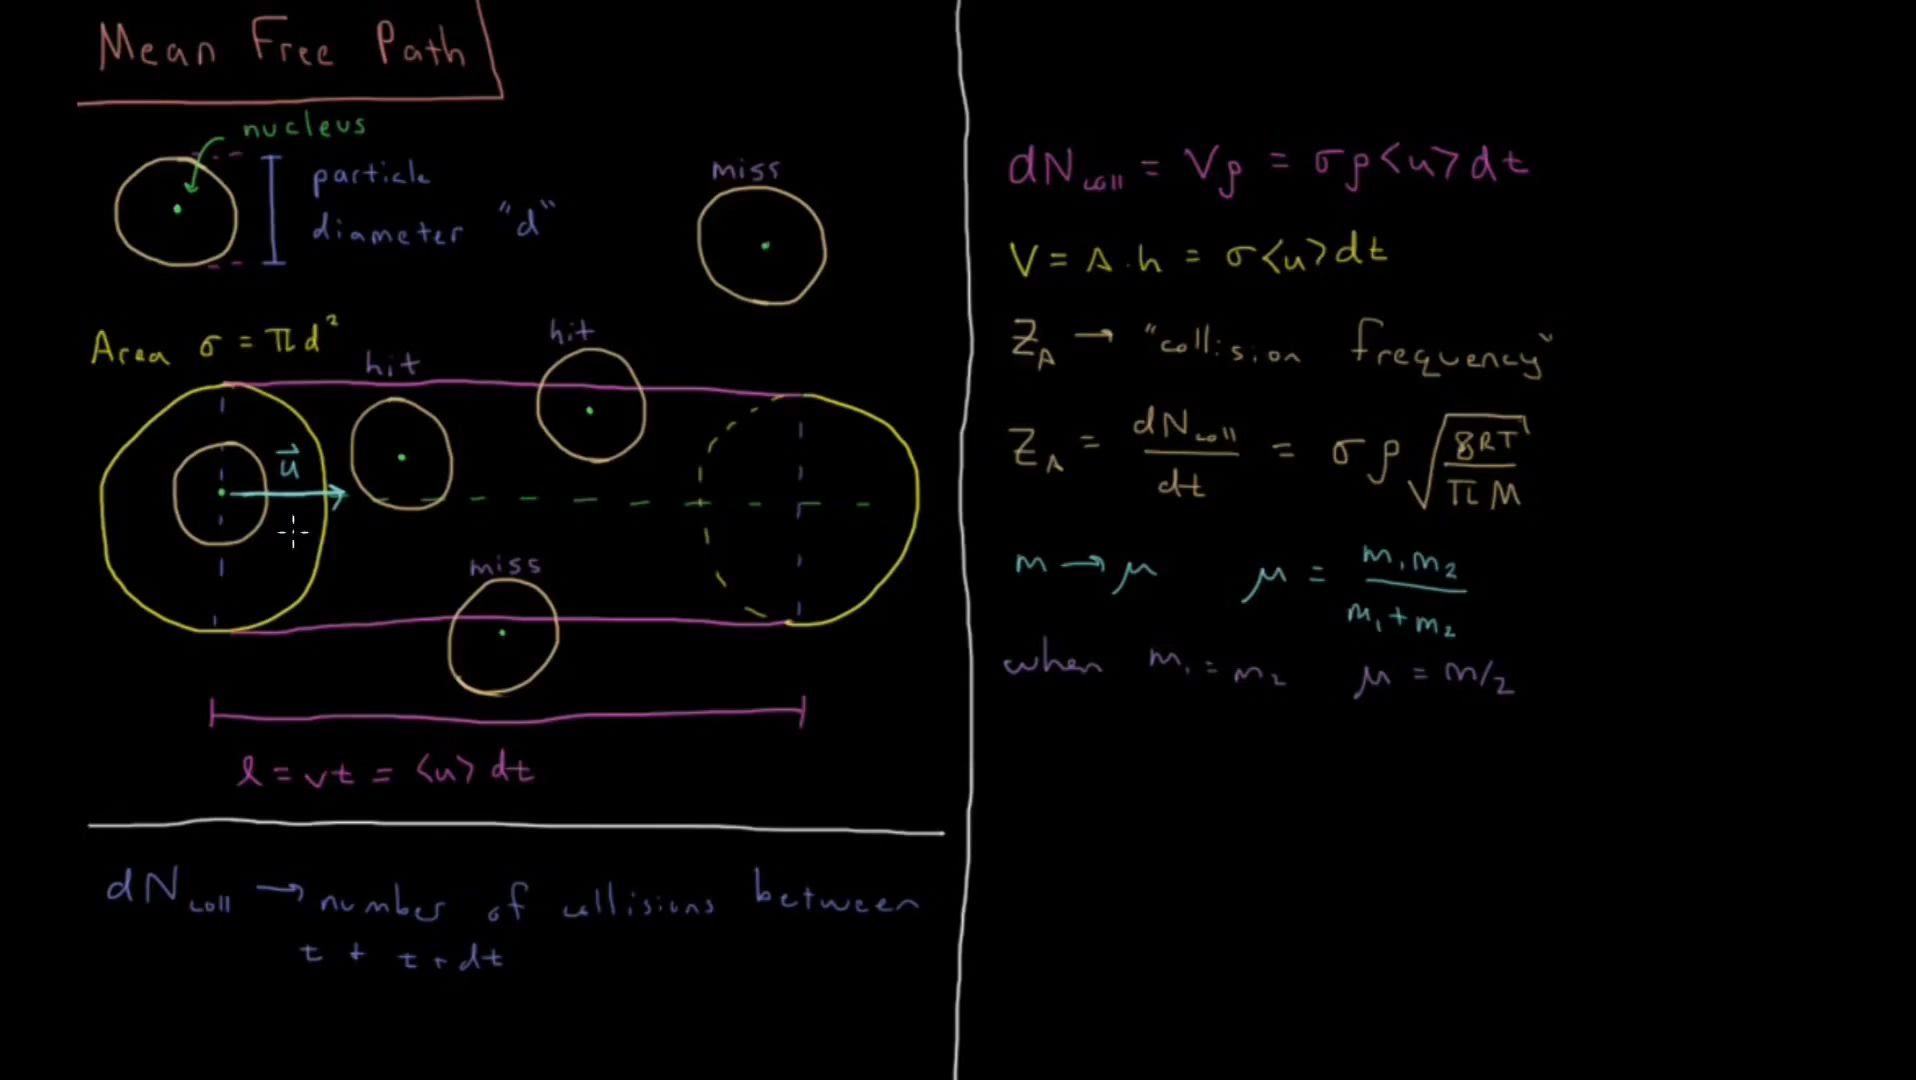 Mean Free Path
nucleus
particle
diameter "d"
miss
Area σ = πd²
hit
hit
u⃗
miss
l = vt = <u> dt
dN_coll → number of collisions between
t + t + dt
dN_coll = Vρ = σρ<u>dt
V = A·h = σ<u>dt
Z_A → "collision frequency"
Z_A = dN_coll/dt = σρ√(8RT/πM)
m → μ μ = m₁m₂/(m₁+m₂)
when m₁ = m₂ μ = m/2